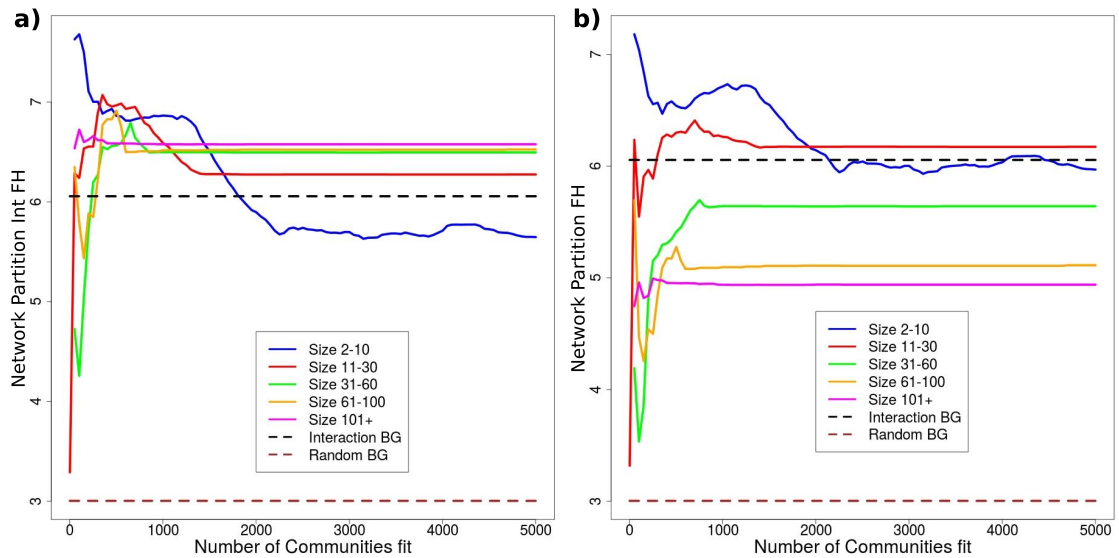 a)
Network Partition Int FH
7
6
5
4
3
Size 2-10
Size 11-30
Size 31-60
Size 61-100
Size 101+
Interaction BG
Random BG
0 1000 2000 3000 4000 5000
Number of Communities fit
b)
Network Partition FH
7
6
5
4
3
Size 2-10
Size 11-30
Size 31-60
Size 61-100
Size 101+
Interaction BG
Random BG
0 1000 2000 3000 4000 5000
Number of Communities fit